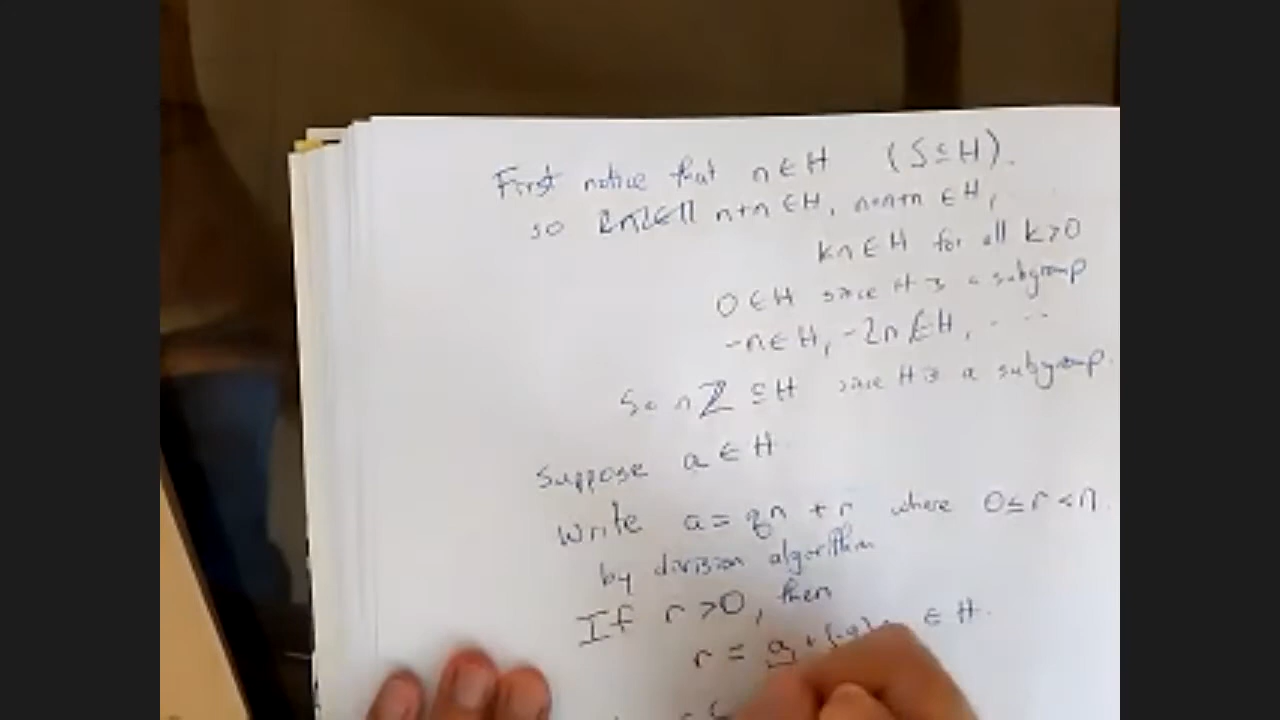 First notice that n ∈ H (S ⊆ H).
so n+n ∈ H, n+n+n ∈ H, ...
kn ∈ H for all k>0
0 ∈ H since H is a subgroup
-n ∈ H, -2n ∈ H, ...
So nℤ ⊆ H since H is a subgroup.
Suppose a ∈ H.
Write a = qn + r where 0 ≤ r < n.
by division algorithm
If r > 0, then
r = a + (-q) ∈ H.